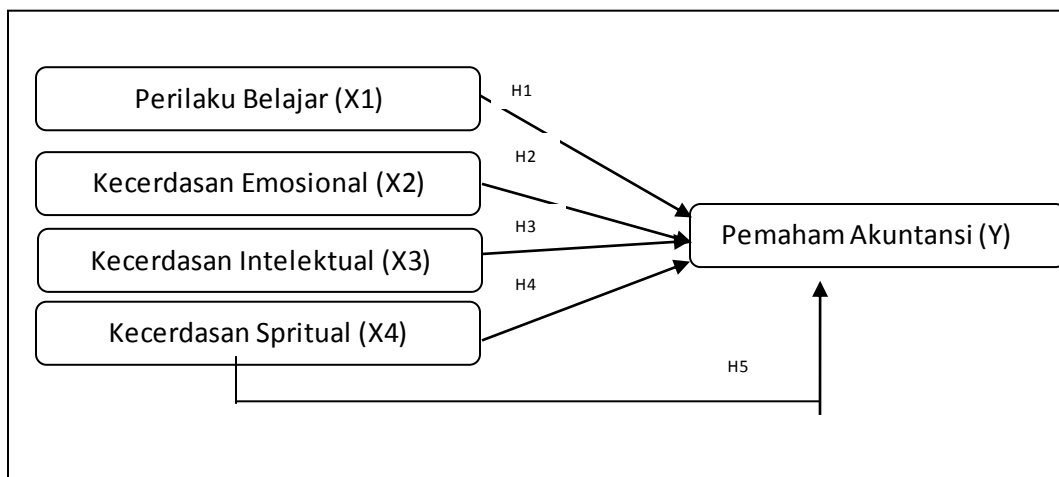 Perilaku Belajar (X1)
H1
H2
Kecerdasan Emosional (X2)
H3
Pemaham Akuntansi (Y)
Kecerdasan Intelektual (X3)
H4
Kecerdasan Spritual (X4)
H5